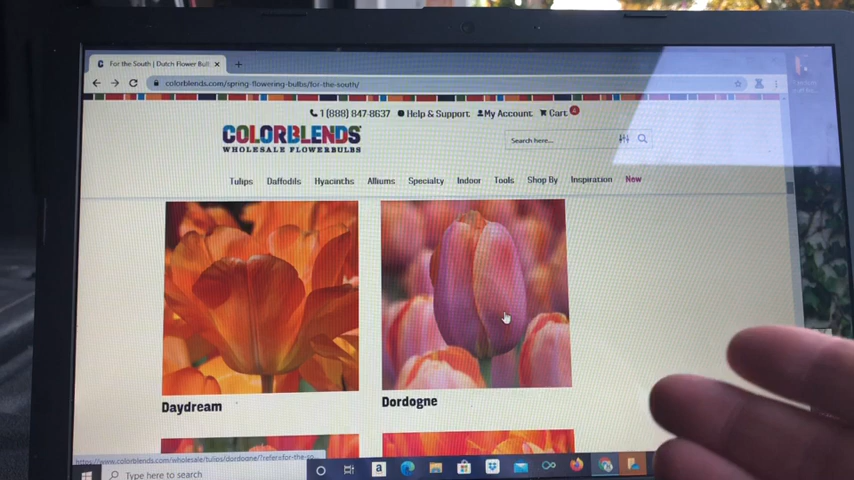 For the South | Dutch Flower Bul
colorblends.com/spring-flowering-bulbs/for-the-south/
1 (888) 847-8637 Help & Support My Account Cart
COLORBLENDS
WHOLESALE FLOWERBULBS
Search here...
Tulips Daffodils Hyacinths Alliums Specialty Indoor Tools Shop By Inspiration New
Daydream
Dordogne
https://www.colorblends.com/wholesale/tulips/dordogne/?referer=for-the-so...
Type here to search